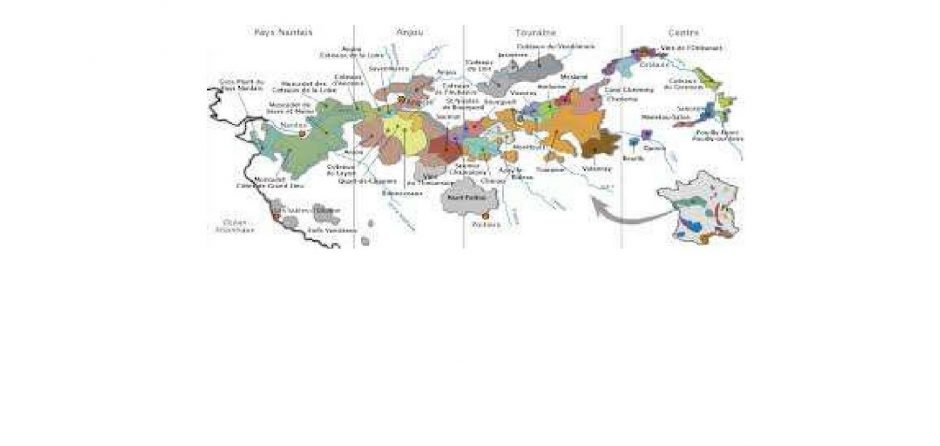 Pays Nantais
Anjou
Touraine
Centre
Anjou
Coteaux de la Loire
Savennières
Coteaux
d'Ancenis
Muscadet des
Coteaux de la Loire
Gros Plant du
Pays Nantais
Muscadet de
Sèvre et Maine
Nantes
Anjou
Coteaux
de l'Aubance
St-Nicolas
de Bourgueil
Bourgueil
Saumur
Coteaux
du Loir
Jasnières
Coteaux du Vendômois
Vouvray
Mesland
Cour Cheverny
Cheverny
Vins de l'Orléanais
Coteaux du
Giennois
Sancerre
Menetou-Salon
Pouilly-Fumé
Pouilly-sur-Loire
Quincy
Reuilly
Anjou
Coteaux
du Layon
Quart-de-Chaume
Bonnezeaux
Vins
du Thouarsais
Saumur
Champigny
Chinon
Azay-le-
Rideau
Montlouis
Touraine
Valençay
Muscadet
Côtes de Grand Lieu
Haut Poitou
Poitiers
Fiefs Vendéens
Océan
Atlantique